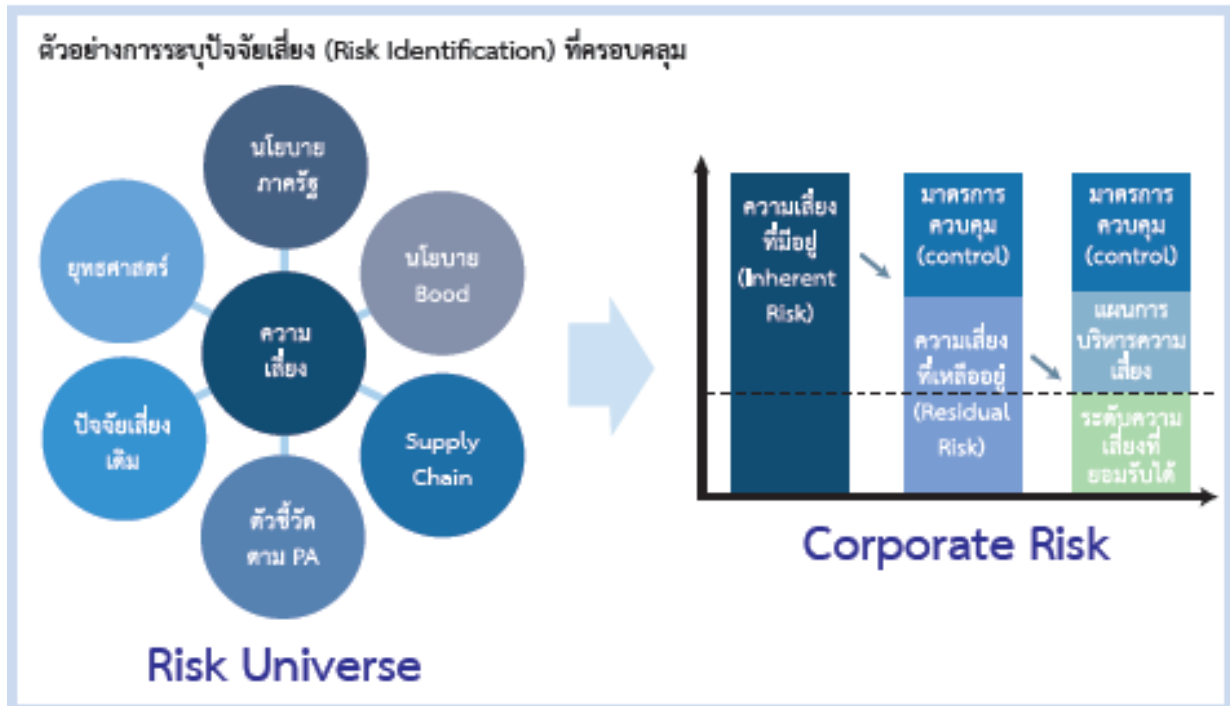 ตัวอย่างการระบุปัจจัยเสี่ยง (Risk Identification) ที่ครอบคลุม
นโยบาย
ภาครัฐ
นโยบาย
Bood
Supply
Chain
ตัวชี้วัด
ตาม PA
ปัจจัยเสี่ยง
เดิม
ยุทธศาสตร์
ความ
เสี่ยง
Risk Universe
ความเสี่ยง
ที่มีอยู่
(Inherent
Risk)
มาตรการ
ควบคุม
(control)
ความเสี่ยง
ที่เหลืออยู่
(Residual
Risk)
มาตรการ
ควบคุม
(control)
แผนการ
บริหารความ
เสี่ยง
ระดับความ
เสี่ยงที่
ยอมรับได้
Corporate Risk